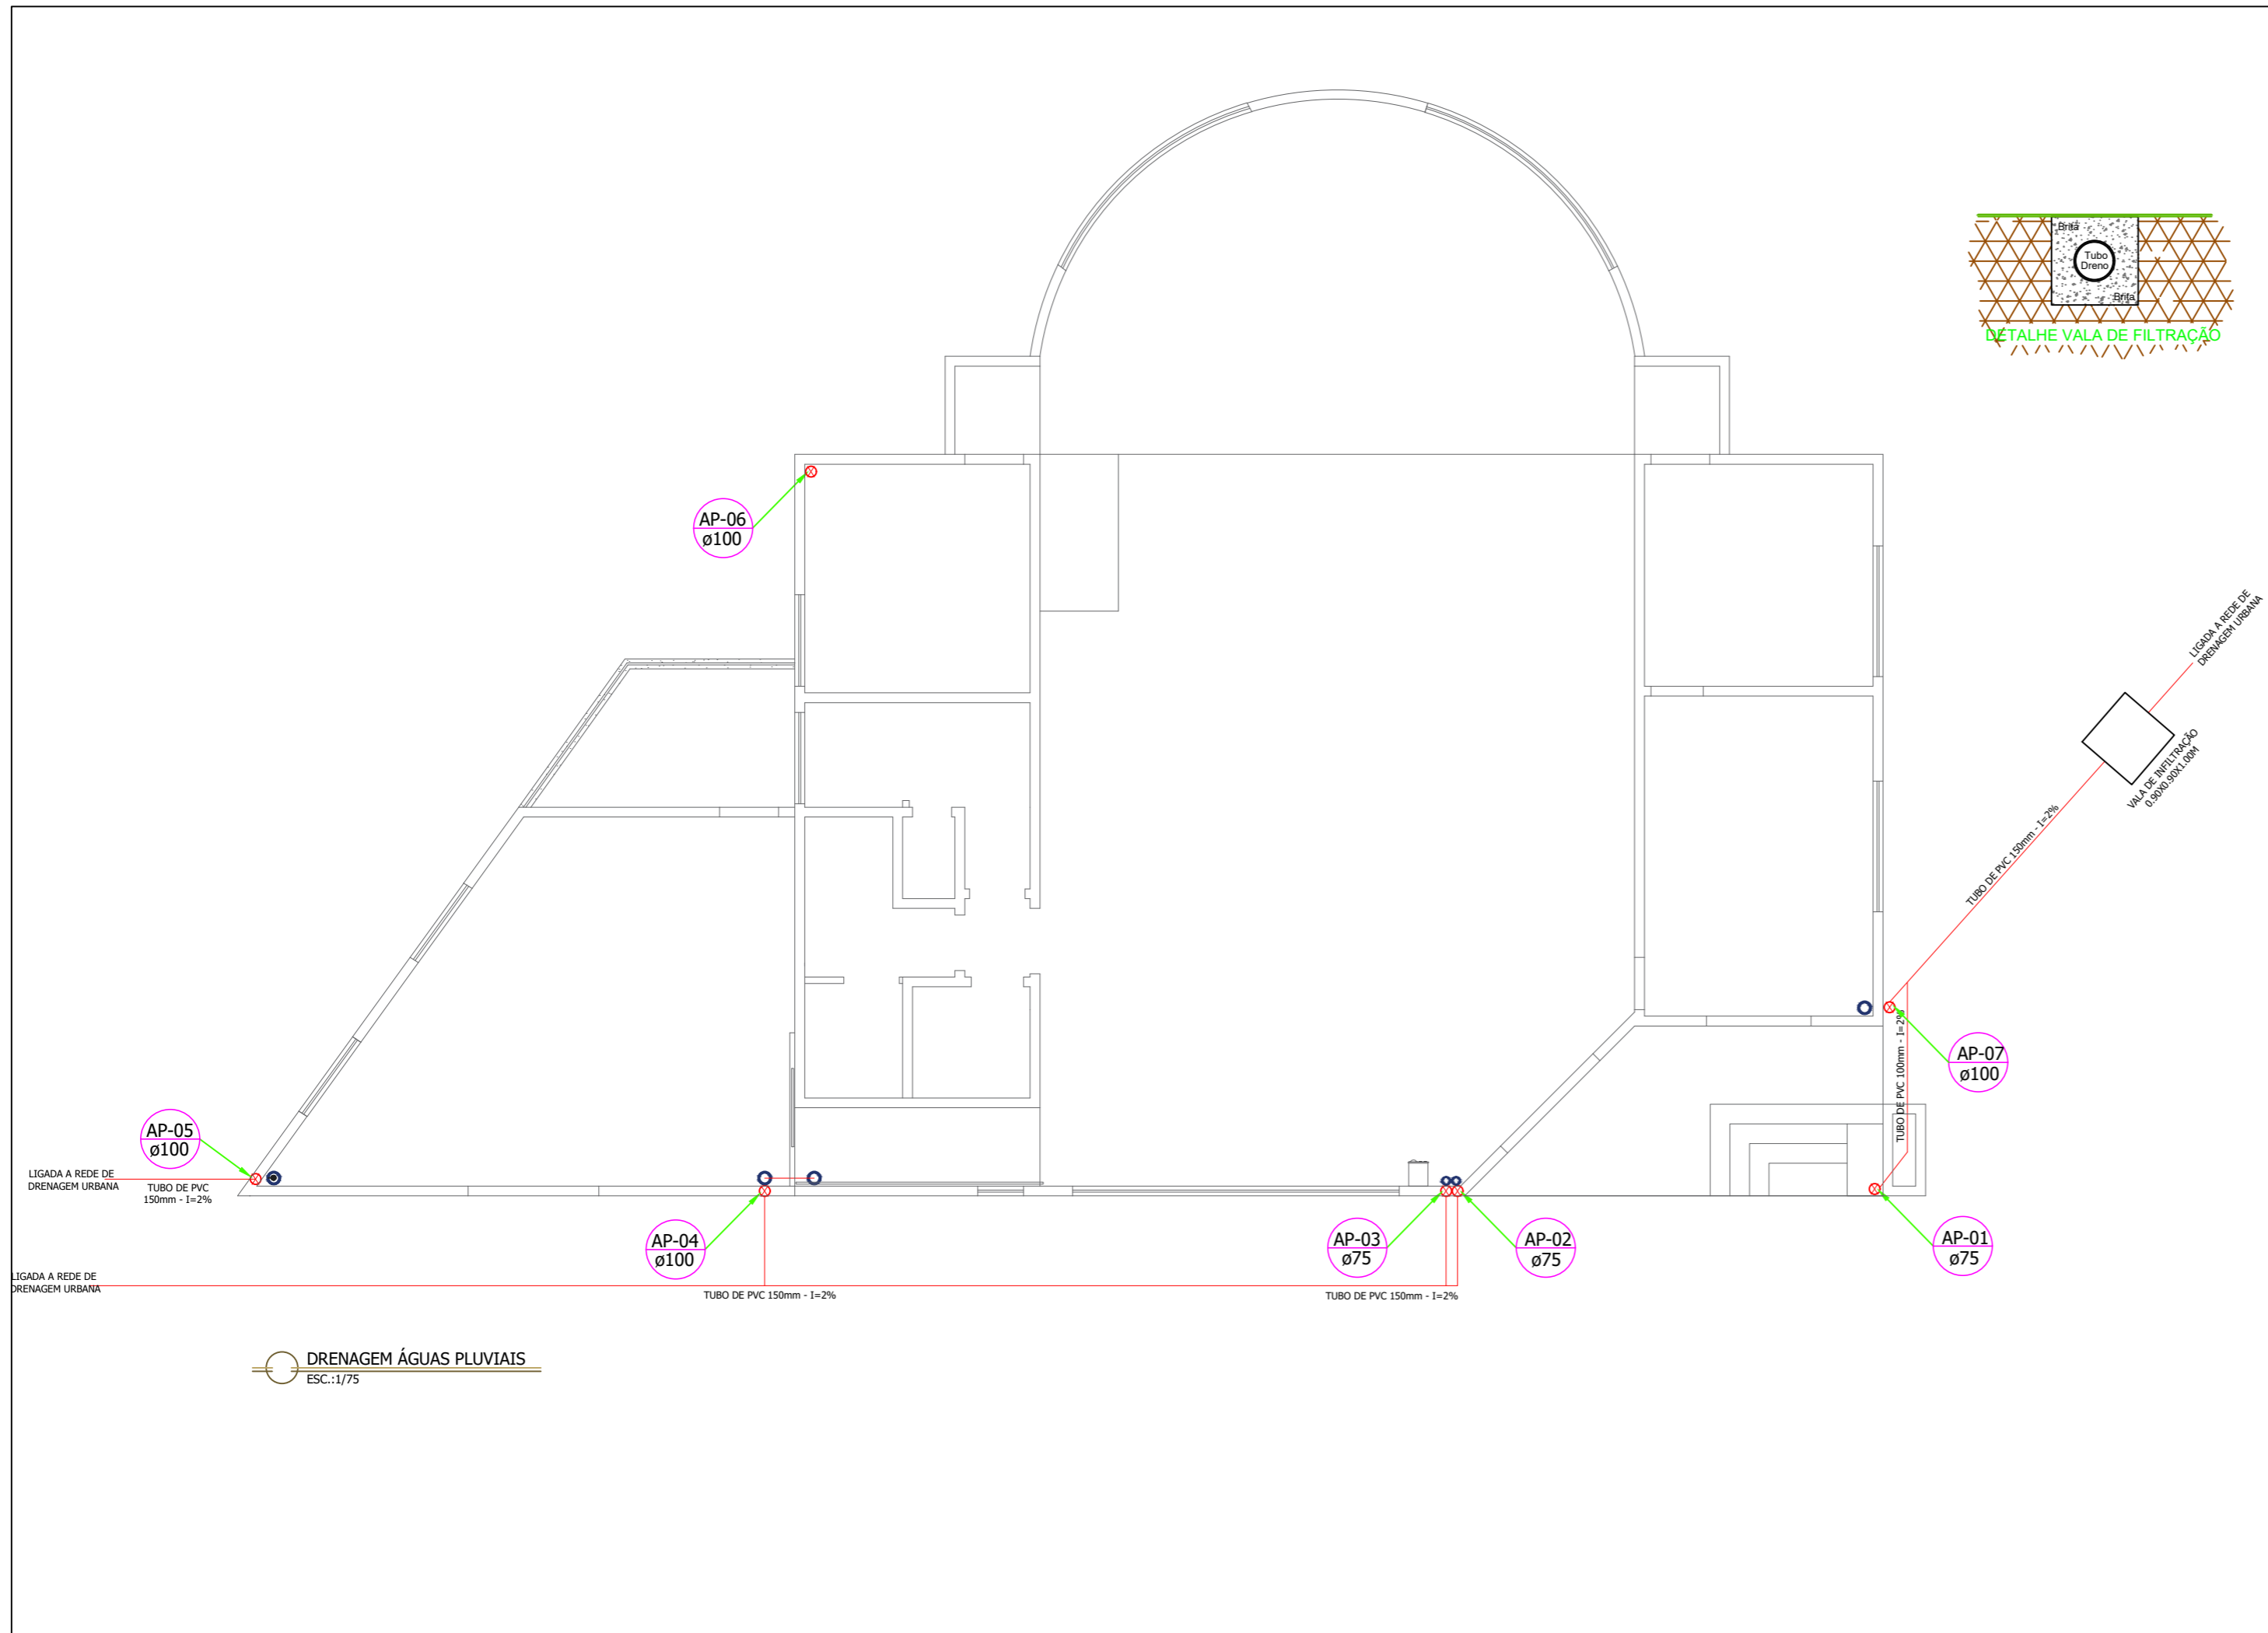 Brita
Tubo
Dreno
Brita
DETALHE VALA DE FILTRAÇÃO
AP-06
ø100
LIGADA A REDE DE
DRENAGEM URBANA
VALA DE INFILTRAÇÃO
0.90X0.90X1.00M
TUBO DE PVC 150mm - I=2%
TUBO DE PVC 100mm - I=2%
AP-07
ø100
AP-05
ø100
LIGADA A REDE DE
DRENAGEM URBANA
TUBO DE PVC
150mm - I=2%
AP-04
ø100
AP-03
ø75
AP-02
ø75
AP-01
ø75
LIGADA A REDE DE
DRENAGEM URBANA
TUBO DE PVC 150mm - I=2%
TUBO DE PVC 150mm - I=2%
DRENAGEM ÁGUAS PLUVIAIS
ESC.:1/75